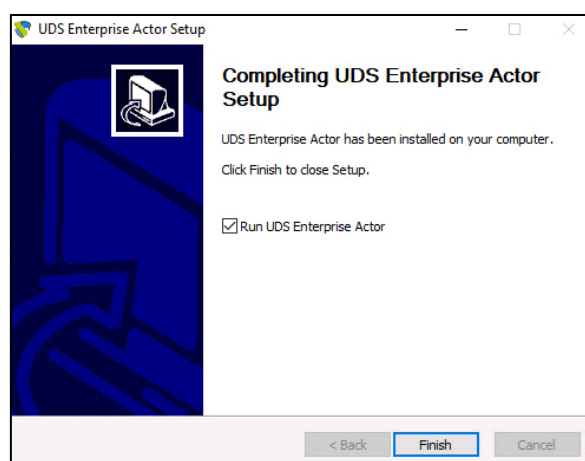 UDS Enterprise Actor Setup
Completing UDS Enterprise Actor
Setup
UDS Enterprise Actor has been installed on your computer.
Click Finish to close Setup.
Run UDS Enterprise Actor
< Back
Finish
Cancel